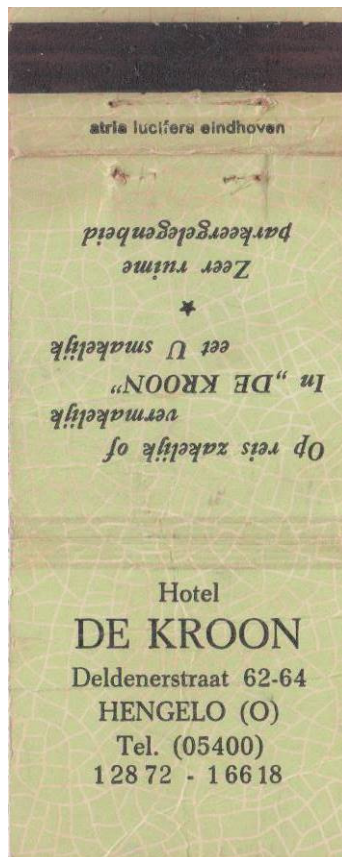 atria lucifers eindhoven
Op reis zakelijk of
vermakelijk
In „DE KROON”
eet U smakelijk
Zeer ruime
parkeergelegenheid
Hotel
DE KROON
Deldenerstraat 62-64
HENGELO (O)
Tel. (05400)
12872 - 16618